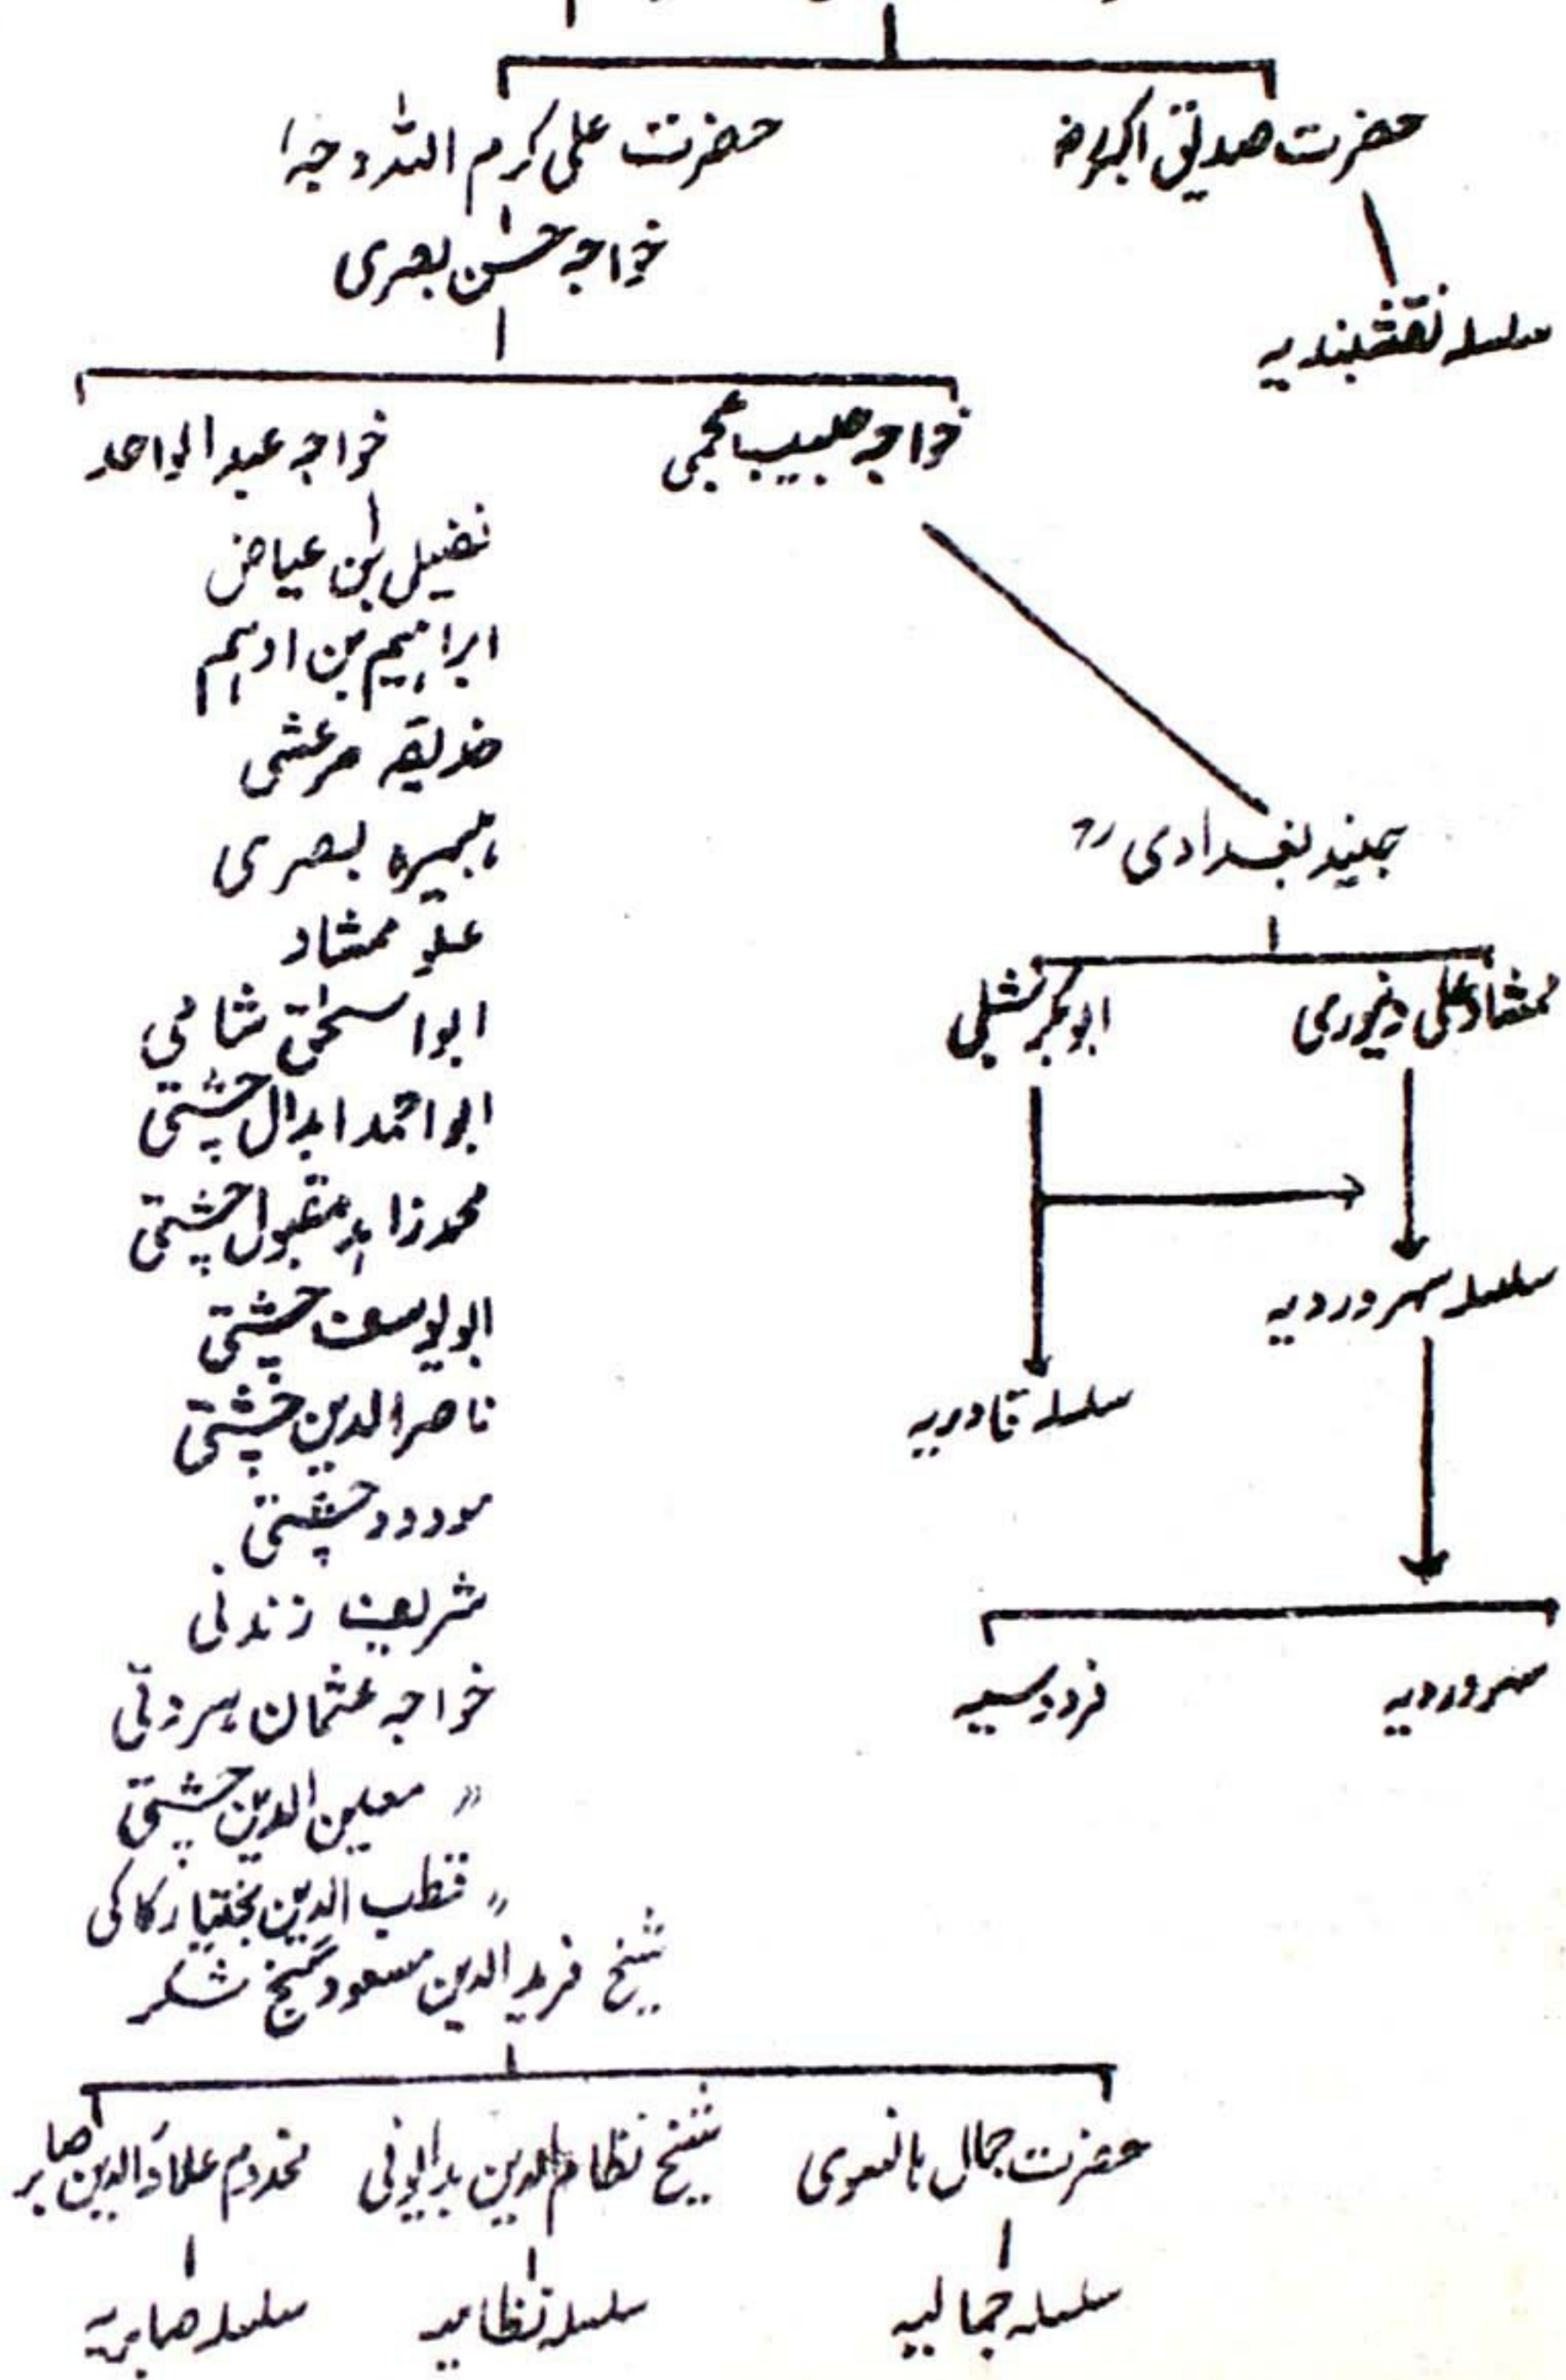 حضرت صدیق اکبرؓ
حضرت علی کرم اللہ وجہہ
خواجہ حسن بصری
سلسلہ نقشبندیہ
خواجہ حبیب عجمی
خواجہ عبدالواحد
فضیل بن عیاض
ابراہیم بن ادہم
حذیفہ مرعشی
ہبیرہ بصری
علو ممشاد
ابو اسحٰق شامی
ابو احمد ابدال چشتی
محمد زاہد مقبول چشتی
ابو یوسف چشتی
ناصر الدین چشتی
مودود چشتی
شریف زندنی
خواجہ عثمان ہرونی
〃 معین الدین چشتی
〃 قطب الدین بختیار کاکی
شیخ فرید الدین مسعود گنج شکر
جنید بغدادیؒ
ممشاد علی دینوری
ابوبکر شبلی
سلسلہ سہروردیہ
سلسلہ قادریہ
سہروردیہ
فردوسیہ
حضرت جمال ہانسوی
شیخ نظام الدین بدایونی
مخدوم علاؤ الدین صابر
سلسلہ جمالیہ
سلسلہ نظامیہ
سلسلہ صابریہ